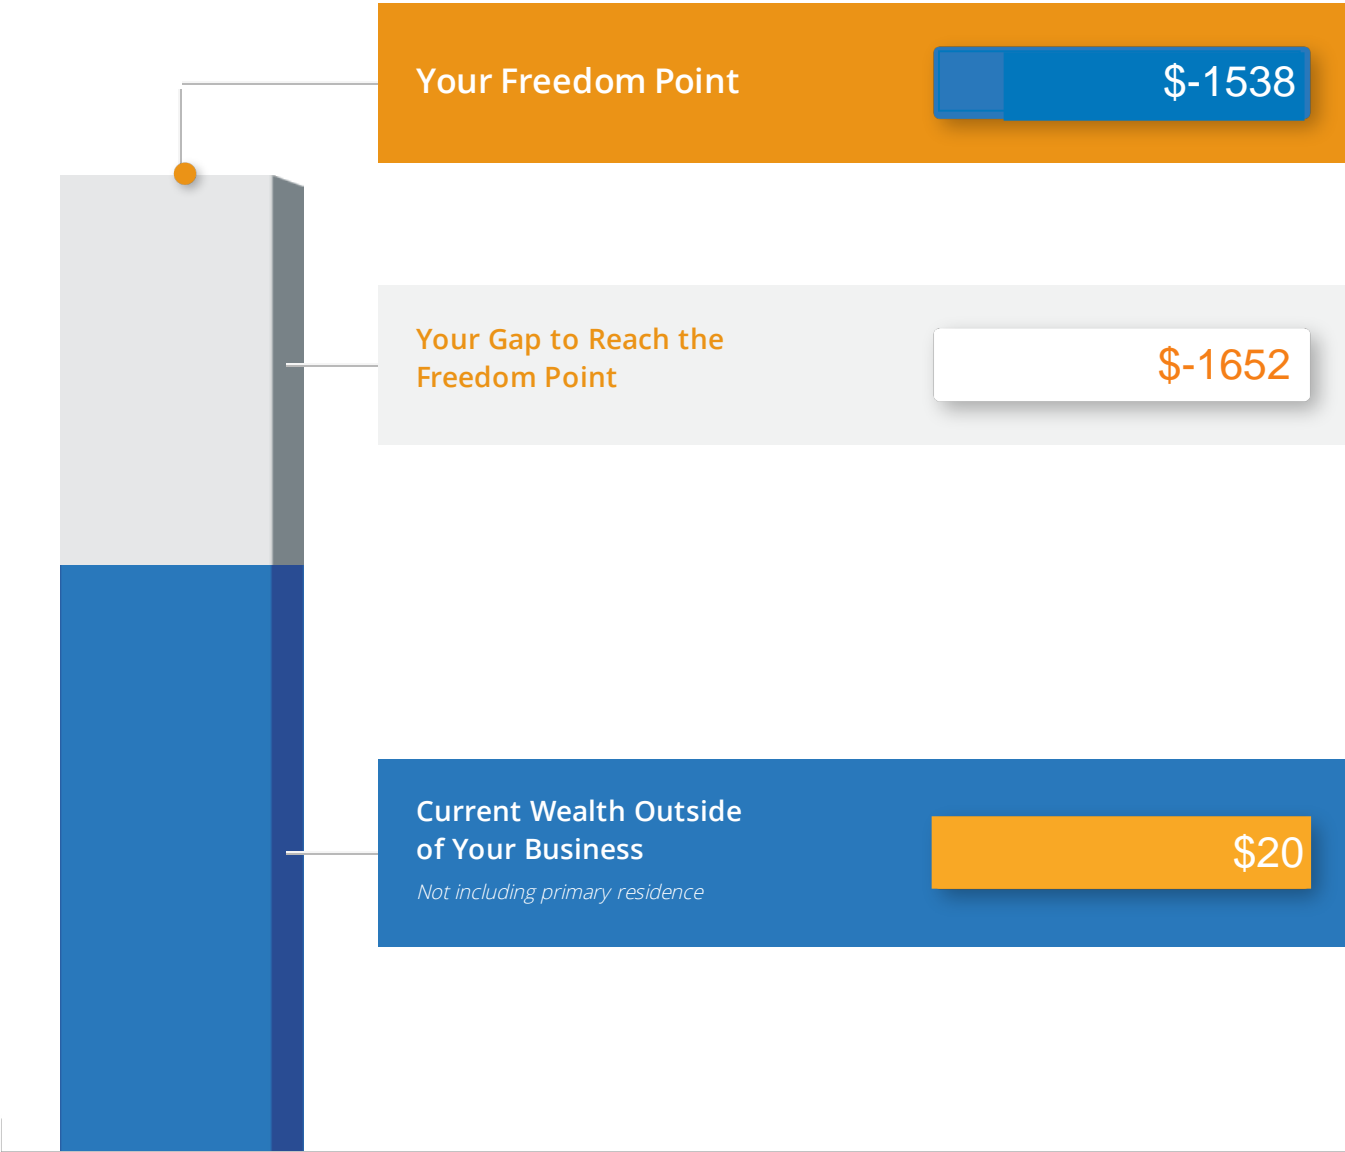 Your Freedom Point
$-1538
Your Gap to Reach the
Freedom Point
$-1652
Current Wealth Outside
of Your Business
Not including primary residence
$20